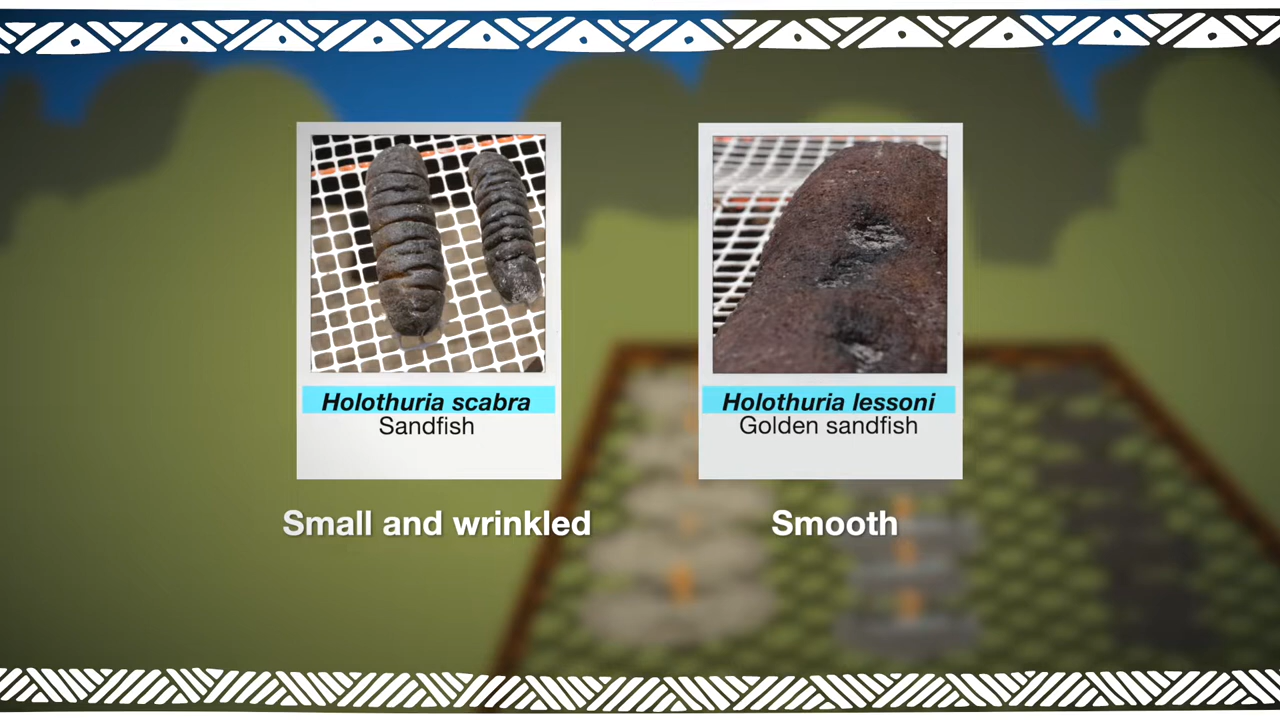 Holothuria scabra
Sandfish
Small and wrinkled
Holothuria lessoni
Golden sandfish
Smooth